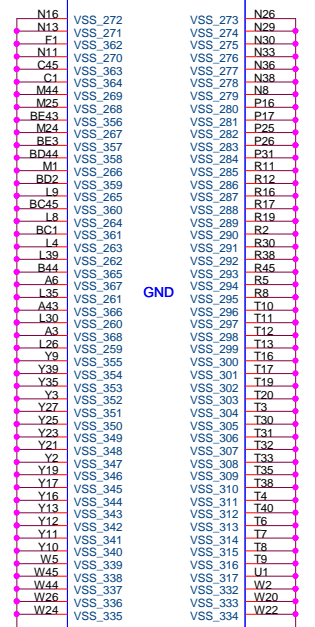 N16 VSS_272 VSS_273 N26
N13 VSS_271 VSS_274 N29
F1 VSS_362 VSS_275 N30
N11 VSS_270 VSS_276 N33
C45 VSS_363 VSS_277 N36
C1 VSS_364 VSS_278 N38
M44 VSS_269 VSS_279 N8
M25 VSS_268 VSS_280 P16
BE43 VSS_356 VSS_281 P17
M24 VSS_267 VSS_282 P25
BE3 VSS_357 VSS_283 P26
BD44 VSS_358 VSS_284 P31
M1 VSS_266 VSS_285 R11
BD2 VSS_359 VSS_286 R12
L9 VSS_265 VSS_287 R16
BC45 VSS_360 VSS_288 R17
L8 VSS_264 VSS_289 R19
BC1 VSS_361 VSS_290 R2
L4 VSS_263 VSS_291 R30
L39 VSS_262 VSS_292 R38
B44 VSS_365 VSS_293 R45
A6 VSS_367 VSS_294 R5
L35 VSS_261 GND VSS_295 R8
A43 VSS_366 VSS_296 T10
L30 VSS_260 VSS_297 T11
A3 VSS_368 VSS_298 T12
L26 VSS_259 VSS_299 T13
Y9 VSS_355 VSS_300 T16
Y39 VSS_354 VSS_301 T17
Y35 VSS_353 VSS_302 T19
Y3 VSS_352 VSS_303 T20
Y27 VSS_351 VSS_304 T3
Y25 VSS_350 VSS_305 T30
Y23 VSS_349 VSS_306 T31
Y21 VSS_348 VSS_307 T32
Y2 VSS_347 VSS_308 T33
Y19 VSS_346 VSS_309 T35
Y17 VSS_345 VSS_310 T38
Y16 VSS_344 VSS_311 T4
Y13 VSS_343 VSS_312 T40
Y12 VSS_342 VSS_313 T6
Y11 VSS_341 VSS_314 T7
Y10 VSS_340 VSS_315 T8
W5 VSS_339 VSS_316 T9
W45 VSS_338 VSS_317 U1
W44 VSS_337 VSS_332 W2
W26 VSS_336 VSS_333 W20
W24 VSS_335 VSS_334 W22